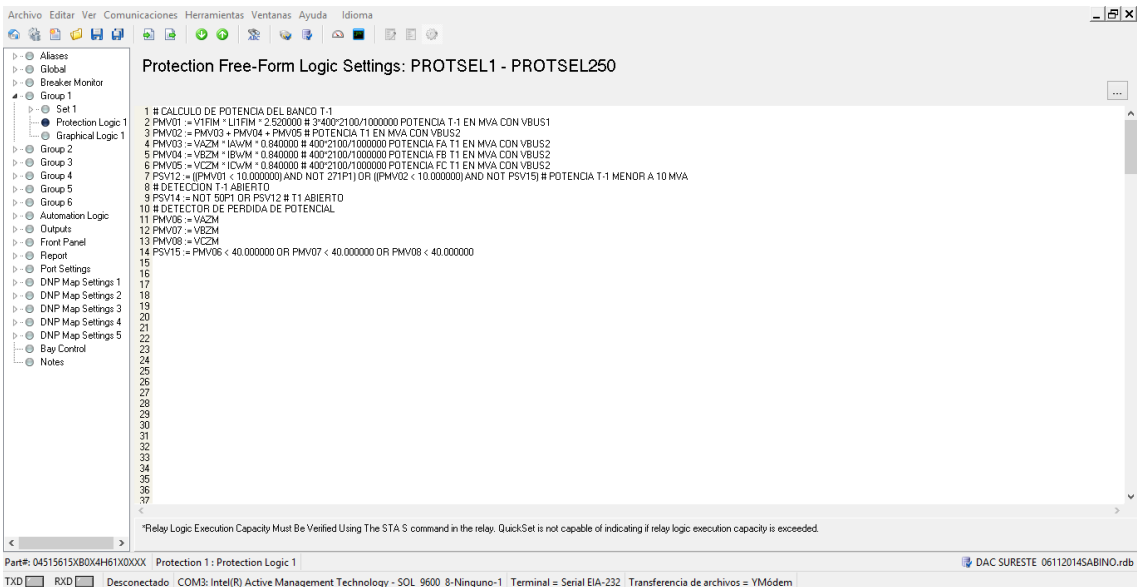 Archivo Editar Ver Comunicaciones Herramientas Ventanas Ayuda Idioma
Aliases
Global
Breaker Monitor
Group 1
Set 1
Protection Logic 1
Graphical Logic 1
Group 2
Group 3
Group 4
Group 5
Group 6
Automation Logic
Outputs
Front Panel
Report
Port Settings
DNP Map Settings 1
DNP Map Settings 2
DNP Map Settings 3
DNP Map Settings 4
DNP Map Settings 5
Bay Control
Notes
Protection Free-Form Logic Settings: PROTSEL1 - PROTSEL250
...
1 # CALCULO DE POTENCIA DEL BANCO T-1
2 PMV01 := V1FIM * LI1FIM * 2.520000 # 3*400*2100/1000000 POTENCIA T-1 EN MVA CON VBUS1
3 PMV02 := PMV03 + PMV04 + PMV05 # POTENCIA T1 EN MVA CON VBUS2
4 PMV03 := VAZM * IAWM * 0.840000 # 400*2100/1000000 POTENCIA FA T1 EN MVA CON VBUS2
5 PMV04 := VBZM * IBWM * 0.840000 # 400*2100/1000000 POTENCIA FB T1 EN MVA CON VBUS2
6 PMV05 := VCZM * ICWM * 0.840000 # 400*2100/1000000 POTENCIA FC T1 EN MVA CON VBUS2
7 PSV12 := ((PMV01 < 10.000000) AND NOT 271P1) OR ((PMV02 < 10.000000) AND NOT PSV15) # POTENCIA T-1 MENOR A 10 MVA
8 # DETECCION T-1 ABIERTO
9 PSV14 := NOT 50P1 OR PSV12 # T1 ABIERTO
10 # DETECTOR DE PERDIDA DE POTENCIAL
11 PMV06 := VAZM
12 PMV07 := VBZM
13 PMV08 := VCZM
14 PSV15 := PMV06 < 40.000000 OR PMV07 < 40.000000 OR PMV08 < 40.000000
15
16
17
18
19
20
21
22
23
24
25
26
27
28
29
30
31
32
33
34
35
36
37
*Relay Logic Execution Capacity Must Be Verified Using The STA S command in the relay. QuickSet is not capable of indicating if relay logic execution capacity is exceeded.
Part#: 04515615XB0X4H61X0XXX Protection 1 : Protection Logic 1 DAC SURESTE 06112014SABINO.rdb
TXD RXD Desconectado COM3: Intel(R) Active Management Technology - SOL 9600 8-Ninguno-1 Terminal = Serial EIA-232 Transferencia de archivos = YMódem